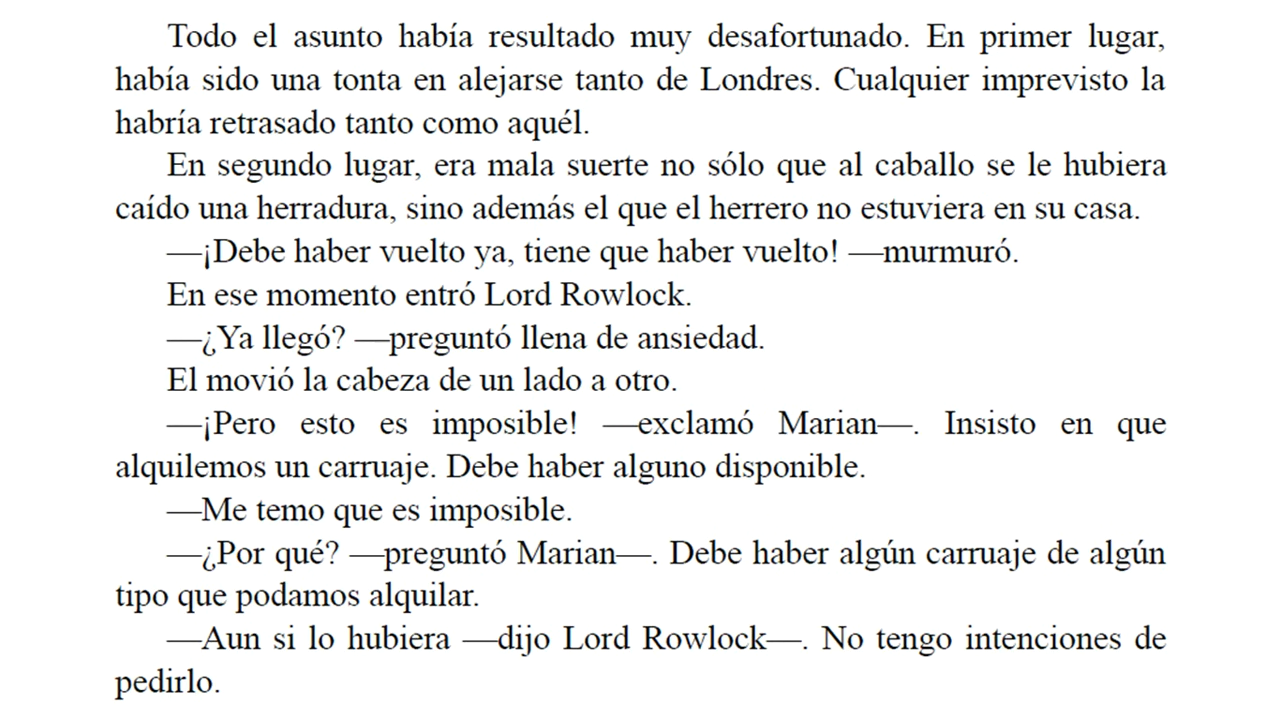 Todo el asunto había resultado muy desafortunado. En primer lugar,
había sido una tonta en alejarse tanto de Londres. Cualquier imprevisto la
habría retrasado tanto como aquél.
En segundo lugar, era mala suerte no sólo que al caballo se le hubiera
caído una herradura, sino además el que el herrero no estuviera en su casa.
—¡Debe haber vuelto ya, tiene que haber vuelto! —murmuró.
En ese momento entró Lord Rowlock.
—¿Ya llegó? —preguntó llena de ansiedad.
El movió la cabeza de un lado a otro.
—¡Pero esto es imposible! —exclamó Marian—. Insisto en que
alquilemos un carruaje. Debe haber alguno disponible.
—Me temo que es imposible.
—¿Por qué? —preguntó Marian—. Debe haber algún carruaje de algún
tipo que podamos alquilar.
—Aun si lo hubiera —dijo Lord Rowlock—. No tengo intenciones de
pedirlo.